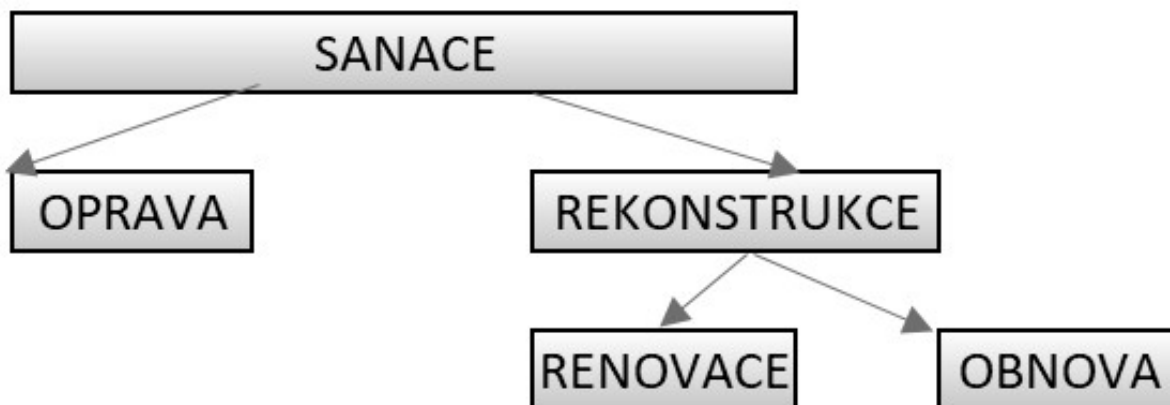 SANACE
OPRAVA
REKONSTRUKCE
RENOVACE
OBNOVA